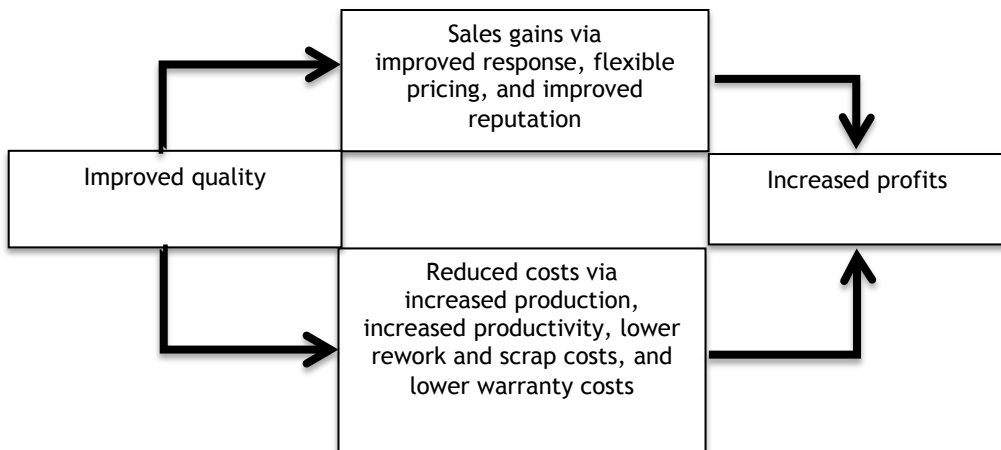 Sales gains via
improved response, flexible
pricing, and improved
reputation
Improved quality
Increased profits
Reduced costs via
increased production,
increased productivity, lower
rework and scrap costs, and
lower warranty costs